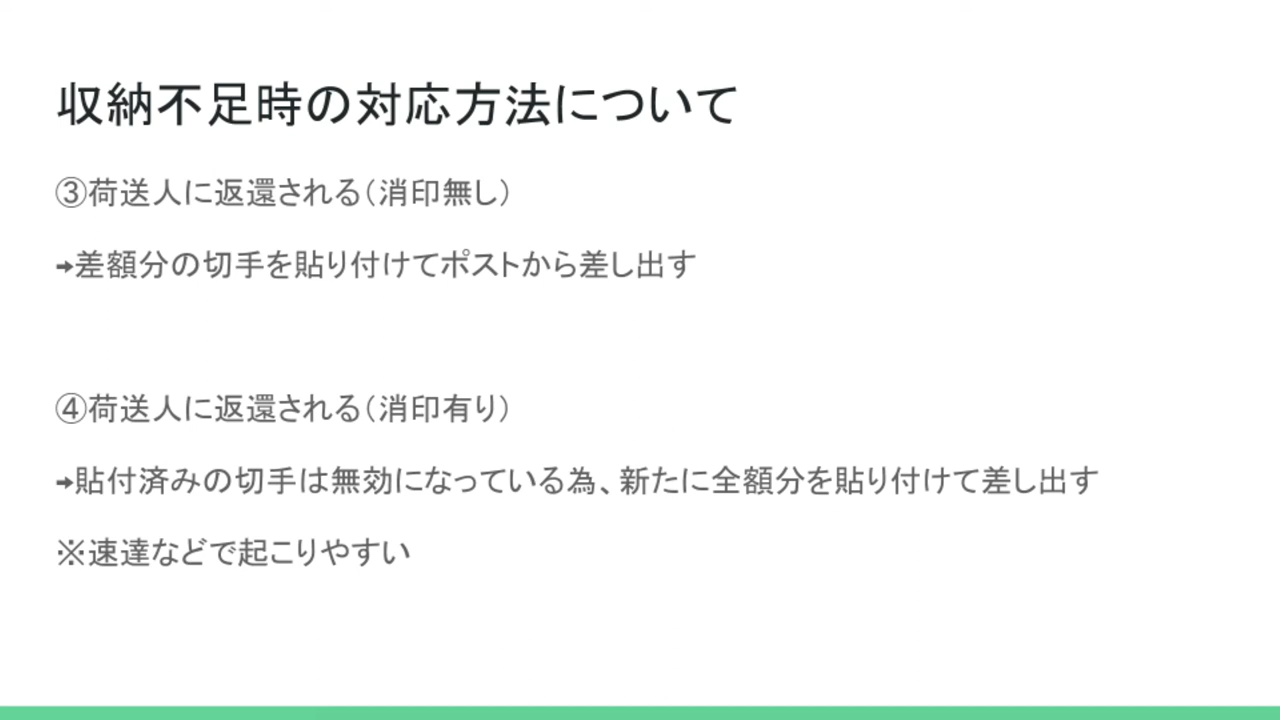 収納不足時の対応方法について
③荷送人に返還される（消印無し）
➡差額分の切手を貼り付けてポストから差し出す
④荷送人に返還される（消印有り）
➡貼付済みの切手は無効になっている為、新たに全額分を貼り付けて差し出す
※速達などで起こりやすい